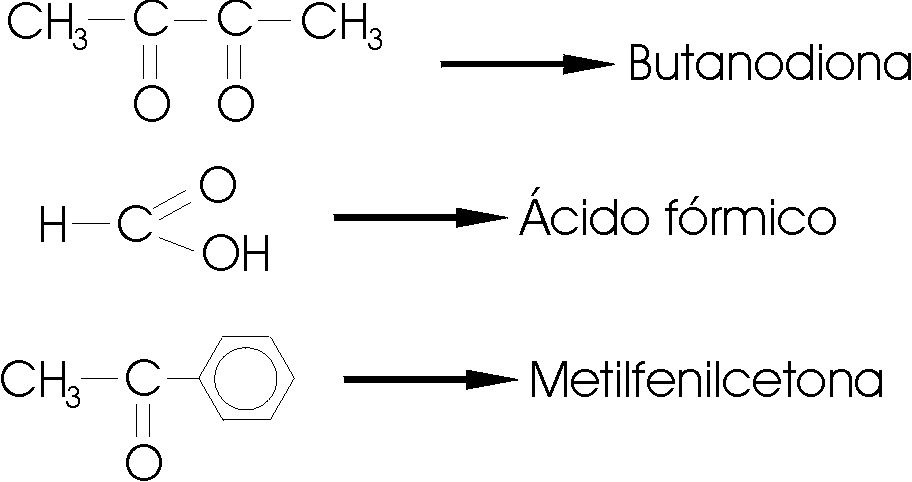 CH3 C C CH3
O O
Butanodiona
O
H C
OH
Ácido fórmico
CH3 C
O
Metilfenilcetona